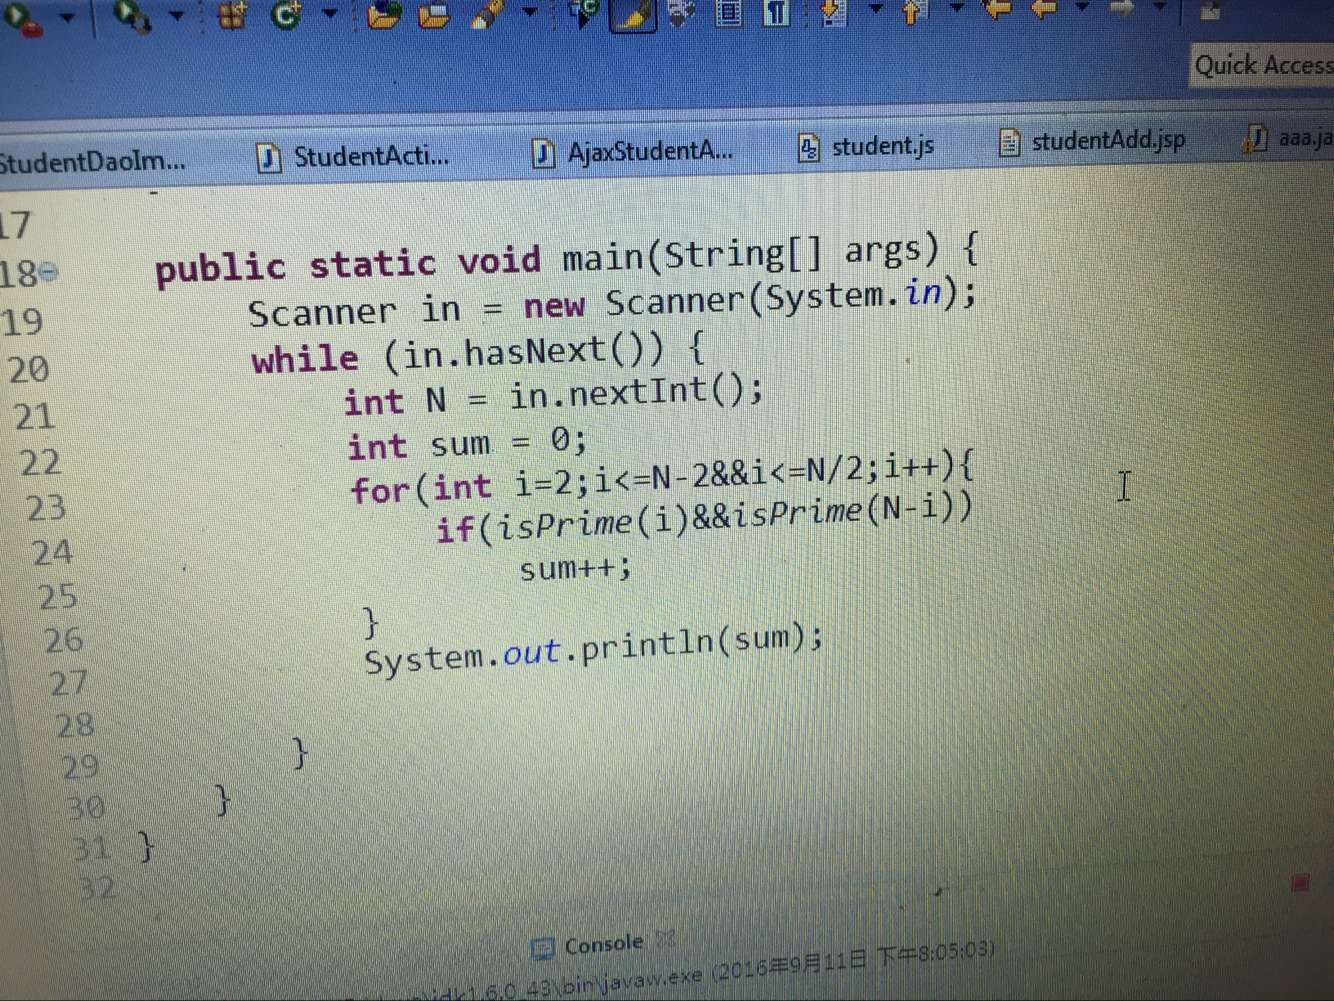 Quick Access
StudentDaoIm... StudentActi... AjaxStudentA... student.js studentAdd.jsp aaa.ja
17
18 public static void main(String[] args) {
19 Scanner in = new Scanner(System.in);
20 while (in.hasNext()) {
21 int N = in.nextInt();
22 int sum = 0;
23 for(int i=2;i<=N-2&&i<=N/2;i++){
24 if(isPrime(i)&&isPrime(N-i))
25 sum++;
26 }
27 System.out.println(sum);
28
29 }
30 }
31 }
32
Console
jdk1.6.0_43\bin\javaw.exe (2016年9月11日 下午8:05:03)